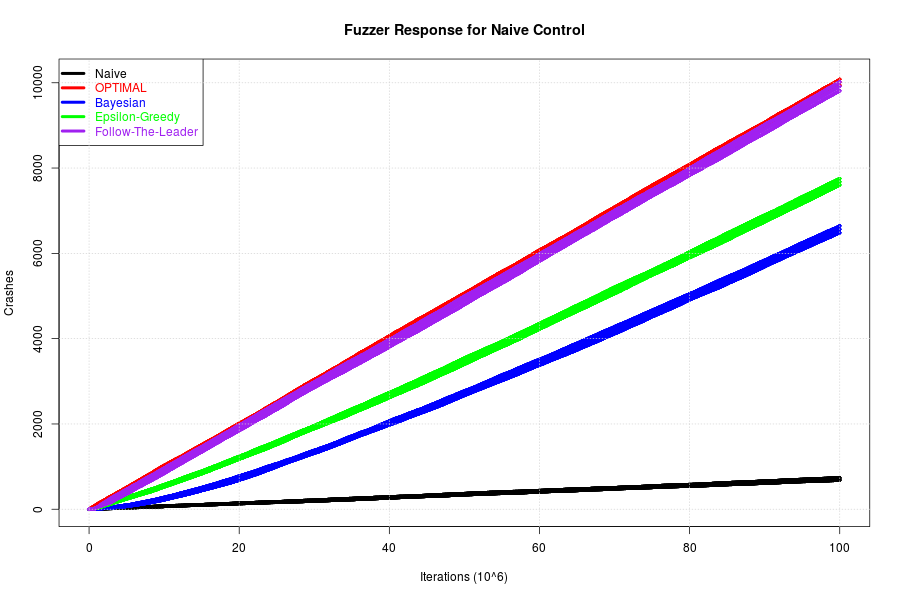 Fuzzer Response for Naive Control
Naive
OPTIMAL
Bayesian
Epsilon-Greedy
Follow-The-Leader
Crashes
10000
8000
6000
4000
2000
0
0 20 40 60 80 100
Iterations (10^6)